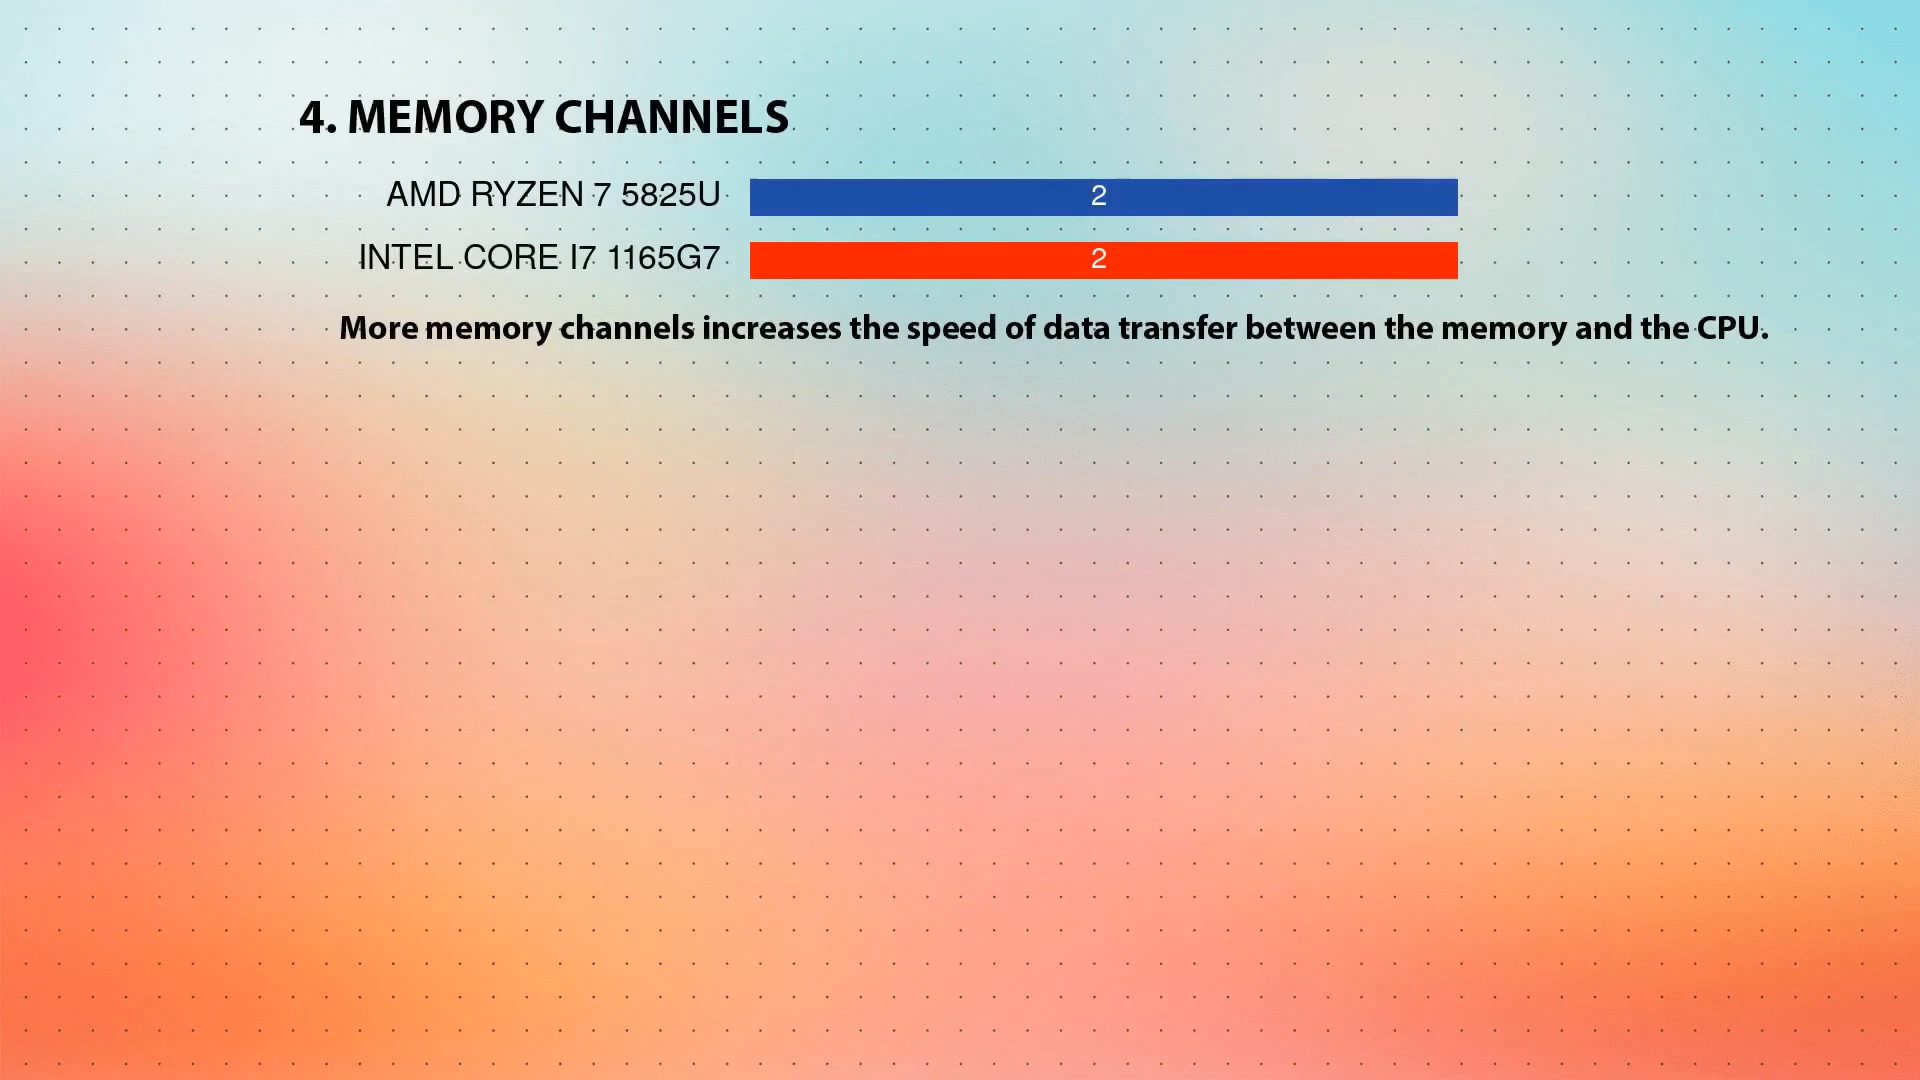 4. MEMORY CHANNELS
AMD RYZEN 7 5825U 2
INTEL CORE I7 1165G7 2
More memory channels increases the speed of data transfer between the memory and the CPU.